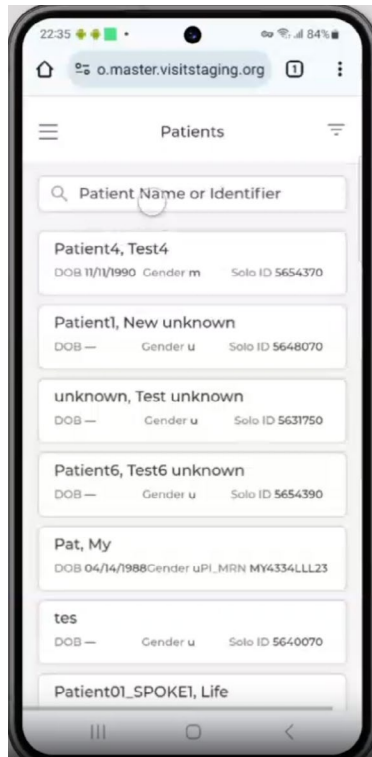 22:35 84%
o.master.visitstaging.org 1
Patients
Patient Name or Identifier
Patient4, Test4
DOB 11/11/1990 Gender m Solo ID 5654370
Patient1, New unknown
DOB — Gender u Solo ID 5648070
unknown, Test unknown
DOB — Gender u Solo ID 5631750
Patient6, Test6 unknown
DOB — Gender u Solo ID 5654390
Pat, My
DOB 04/14/1988Gender uPI_MRN MY4334LLL23
tes
DOB — Gender u Solo ID 5640070
Patient01_SPOKE1, Life